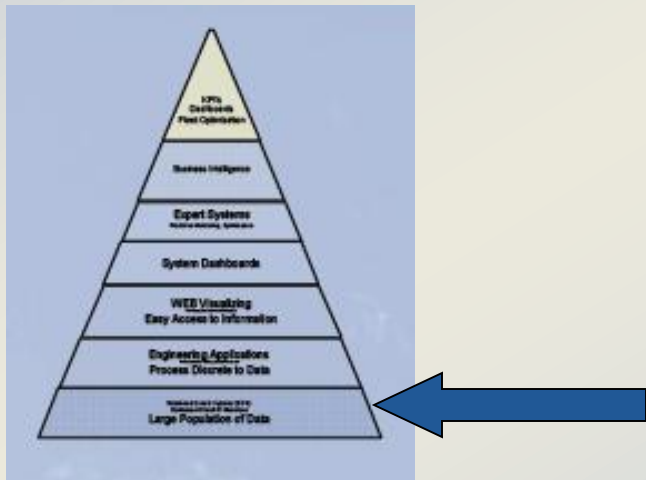 KPI's
Dashboards
Plant Optimization
Business Intelligence
Expert Systems
System Dashboards
WEB Visualizing
Easy Access to Information
Engineering Applications
Process Discrete to Data
Large Population of Data